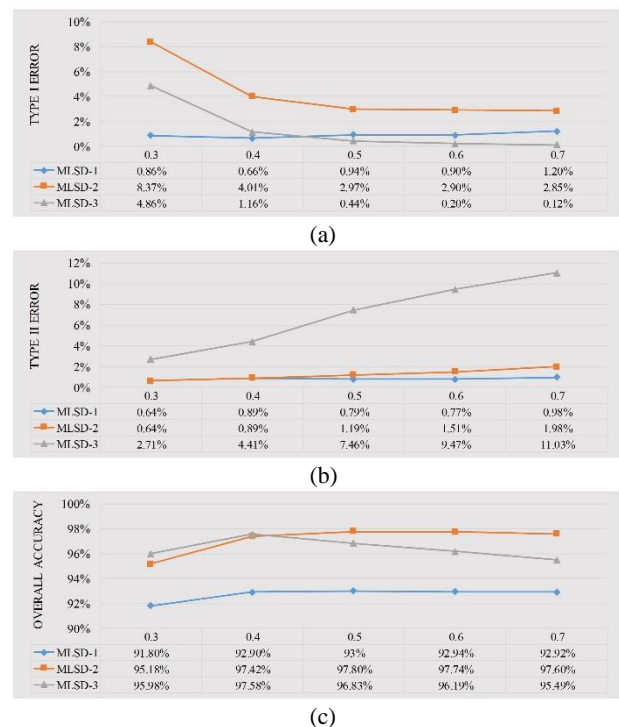 10%
8%
6%
4%
2%
0%
TYPE I ERROR
0.3 0.4 0.5 0.6 0.7
MLSD-1 0.86% 0.66% 0.94% 0.90% 1.20%
MLSD-2 8.37% 4.01% 2.97% 2.90% 2.85%
MLSD-3 4.86% 1.16% 0.44% 0.20% 0.12%
(a)
12%
10%
8%
6%
4%
2%
0%
TYPE II ERROR
0.3 0.4 0.5 0.6 0.7
MLSD-1 0.64% 0.89% 0.79% 0.77% 0.98%
MLSD-2 0.64% 0.89% 1.19% 1.51% 1.98%
MLSD-3 2.71% 4.41% 7.46% 9.47% 11.03%
(b)
100%
98%
96%
94%
92%
90%
OVERALL ACCURACY
0.3 0.4 0.5 0.6 0.7
MLSD-1 91.80% 92.90% 93% 92.94% 92.92%
MLSD-2 95.18% 97.42% 97.80% 97.74% 97.60%
MLSD-3 95.98% 97.58% 96.83% 96.19% 95.49%
(c)